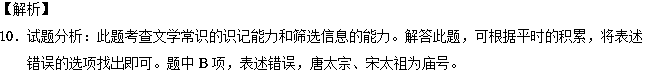 【解析】
10．试题分析：此题考查文学常识的识记能力和筛选信息的能力。解答此题，可根据平时的积累，将表述
错误的选项找出即可。题中 B 项，表述错误，唐太宗、宋太祖为庙号。